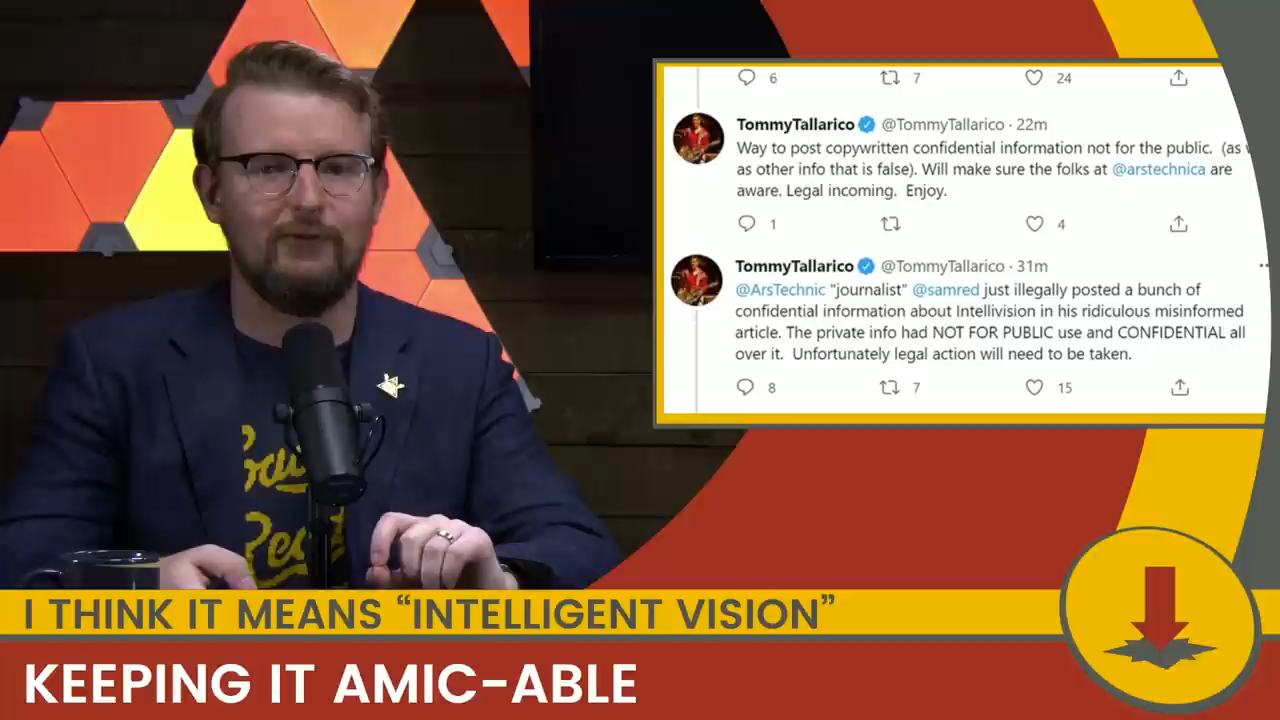 6 7 24
TommyTallarico @TommyTallarico · 22m
Way to post copywritten confidential information not for the public. (as
as other info that is false). Will make sure the folks at @arstechnica are
aware. Legal incoming. Enjoy.
1 4
TommyTallarico @TommyTallarico · 31m
@ArsTechnic "journalist" @samred just illegally posted a bunch of
confidential information about Intellivision in his ridiculous misinformed
article. The private info had NOT FOR PUBLIC use and CONFIDENTIAL all
over it. Unfortunately legal action will need to be taken.
8 7 15
I THINK IT MEANS “INTELLIGENT VISION”
KEEPING IT AMIC-ABLE